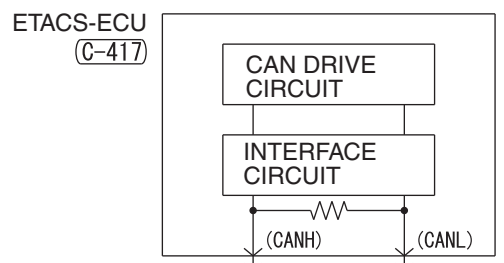 ETACS-ECU
(C-417)
CAN DRIVE
CIRCUIT
INTERFACE
CIRCUIT
(CANH)
(CANL)